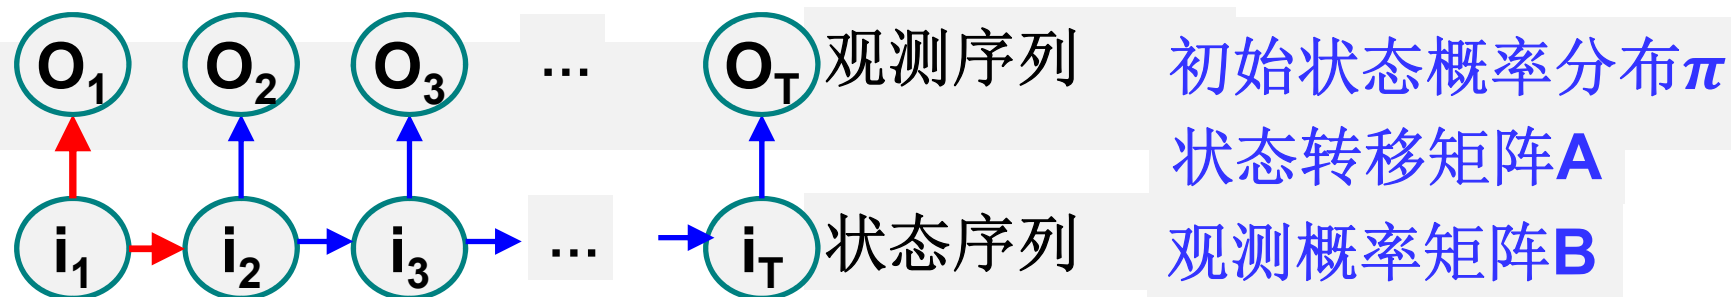 O1 O2 O3 ... OT 观测序列
i1 i2 i3 ... iT 状态序列
初始状态概率分布π
状态转移矩阵A
观测概率矩阵B